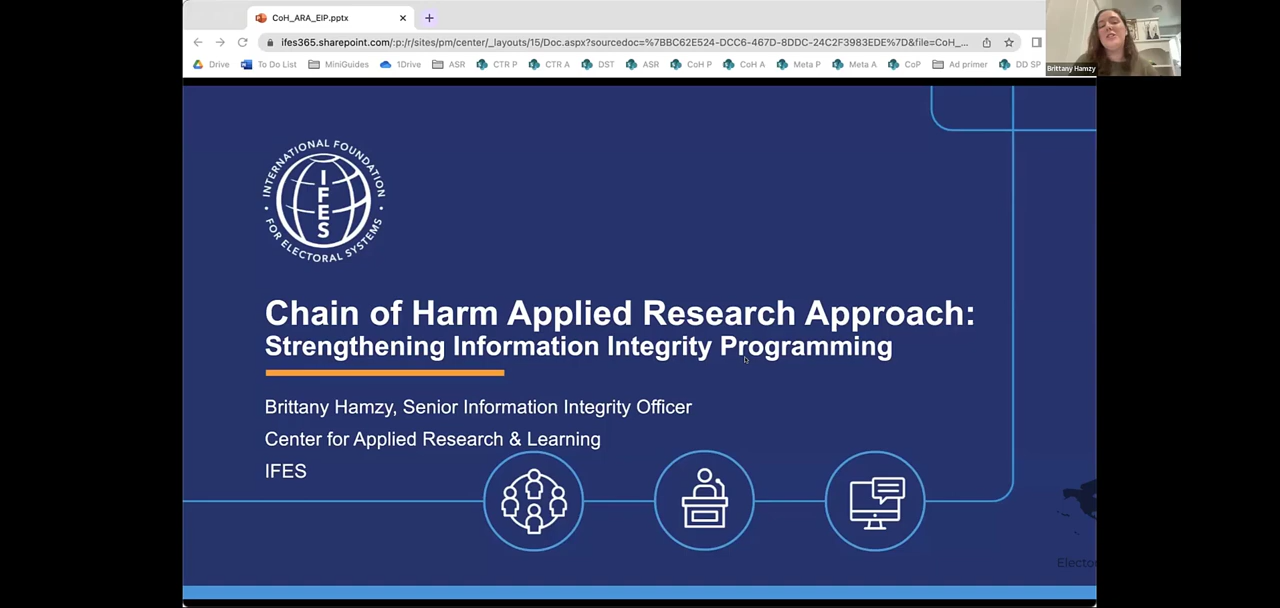 CoH_ARA_EIP.pptx
ifes365.sharepoint.com/:p:/r/sites/pm/center/_layouts/15/Doc.aspx?sourcedoc=%7BBC62E524-DCC6-467D-8DDC-24C2F3983EDE%7D&file=CoH_...
Drive To Do List MiniGuides 1Drive ASR CTR P CTR A DST ASR CoH P CoH A Meta P Meta A CoP Ad primer DD SP
Brittany Hamzy
INTERNATIONAL FOUNDATION
IFES
FOR ELECTORAL SYSTEMS
Chain of Harm Applied Research Approach:
Strengthening Information Integrity Programming
Brittany Hamzy, Senior Information Integrity Officer
Center for Applied Research & Learning
IFES